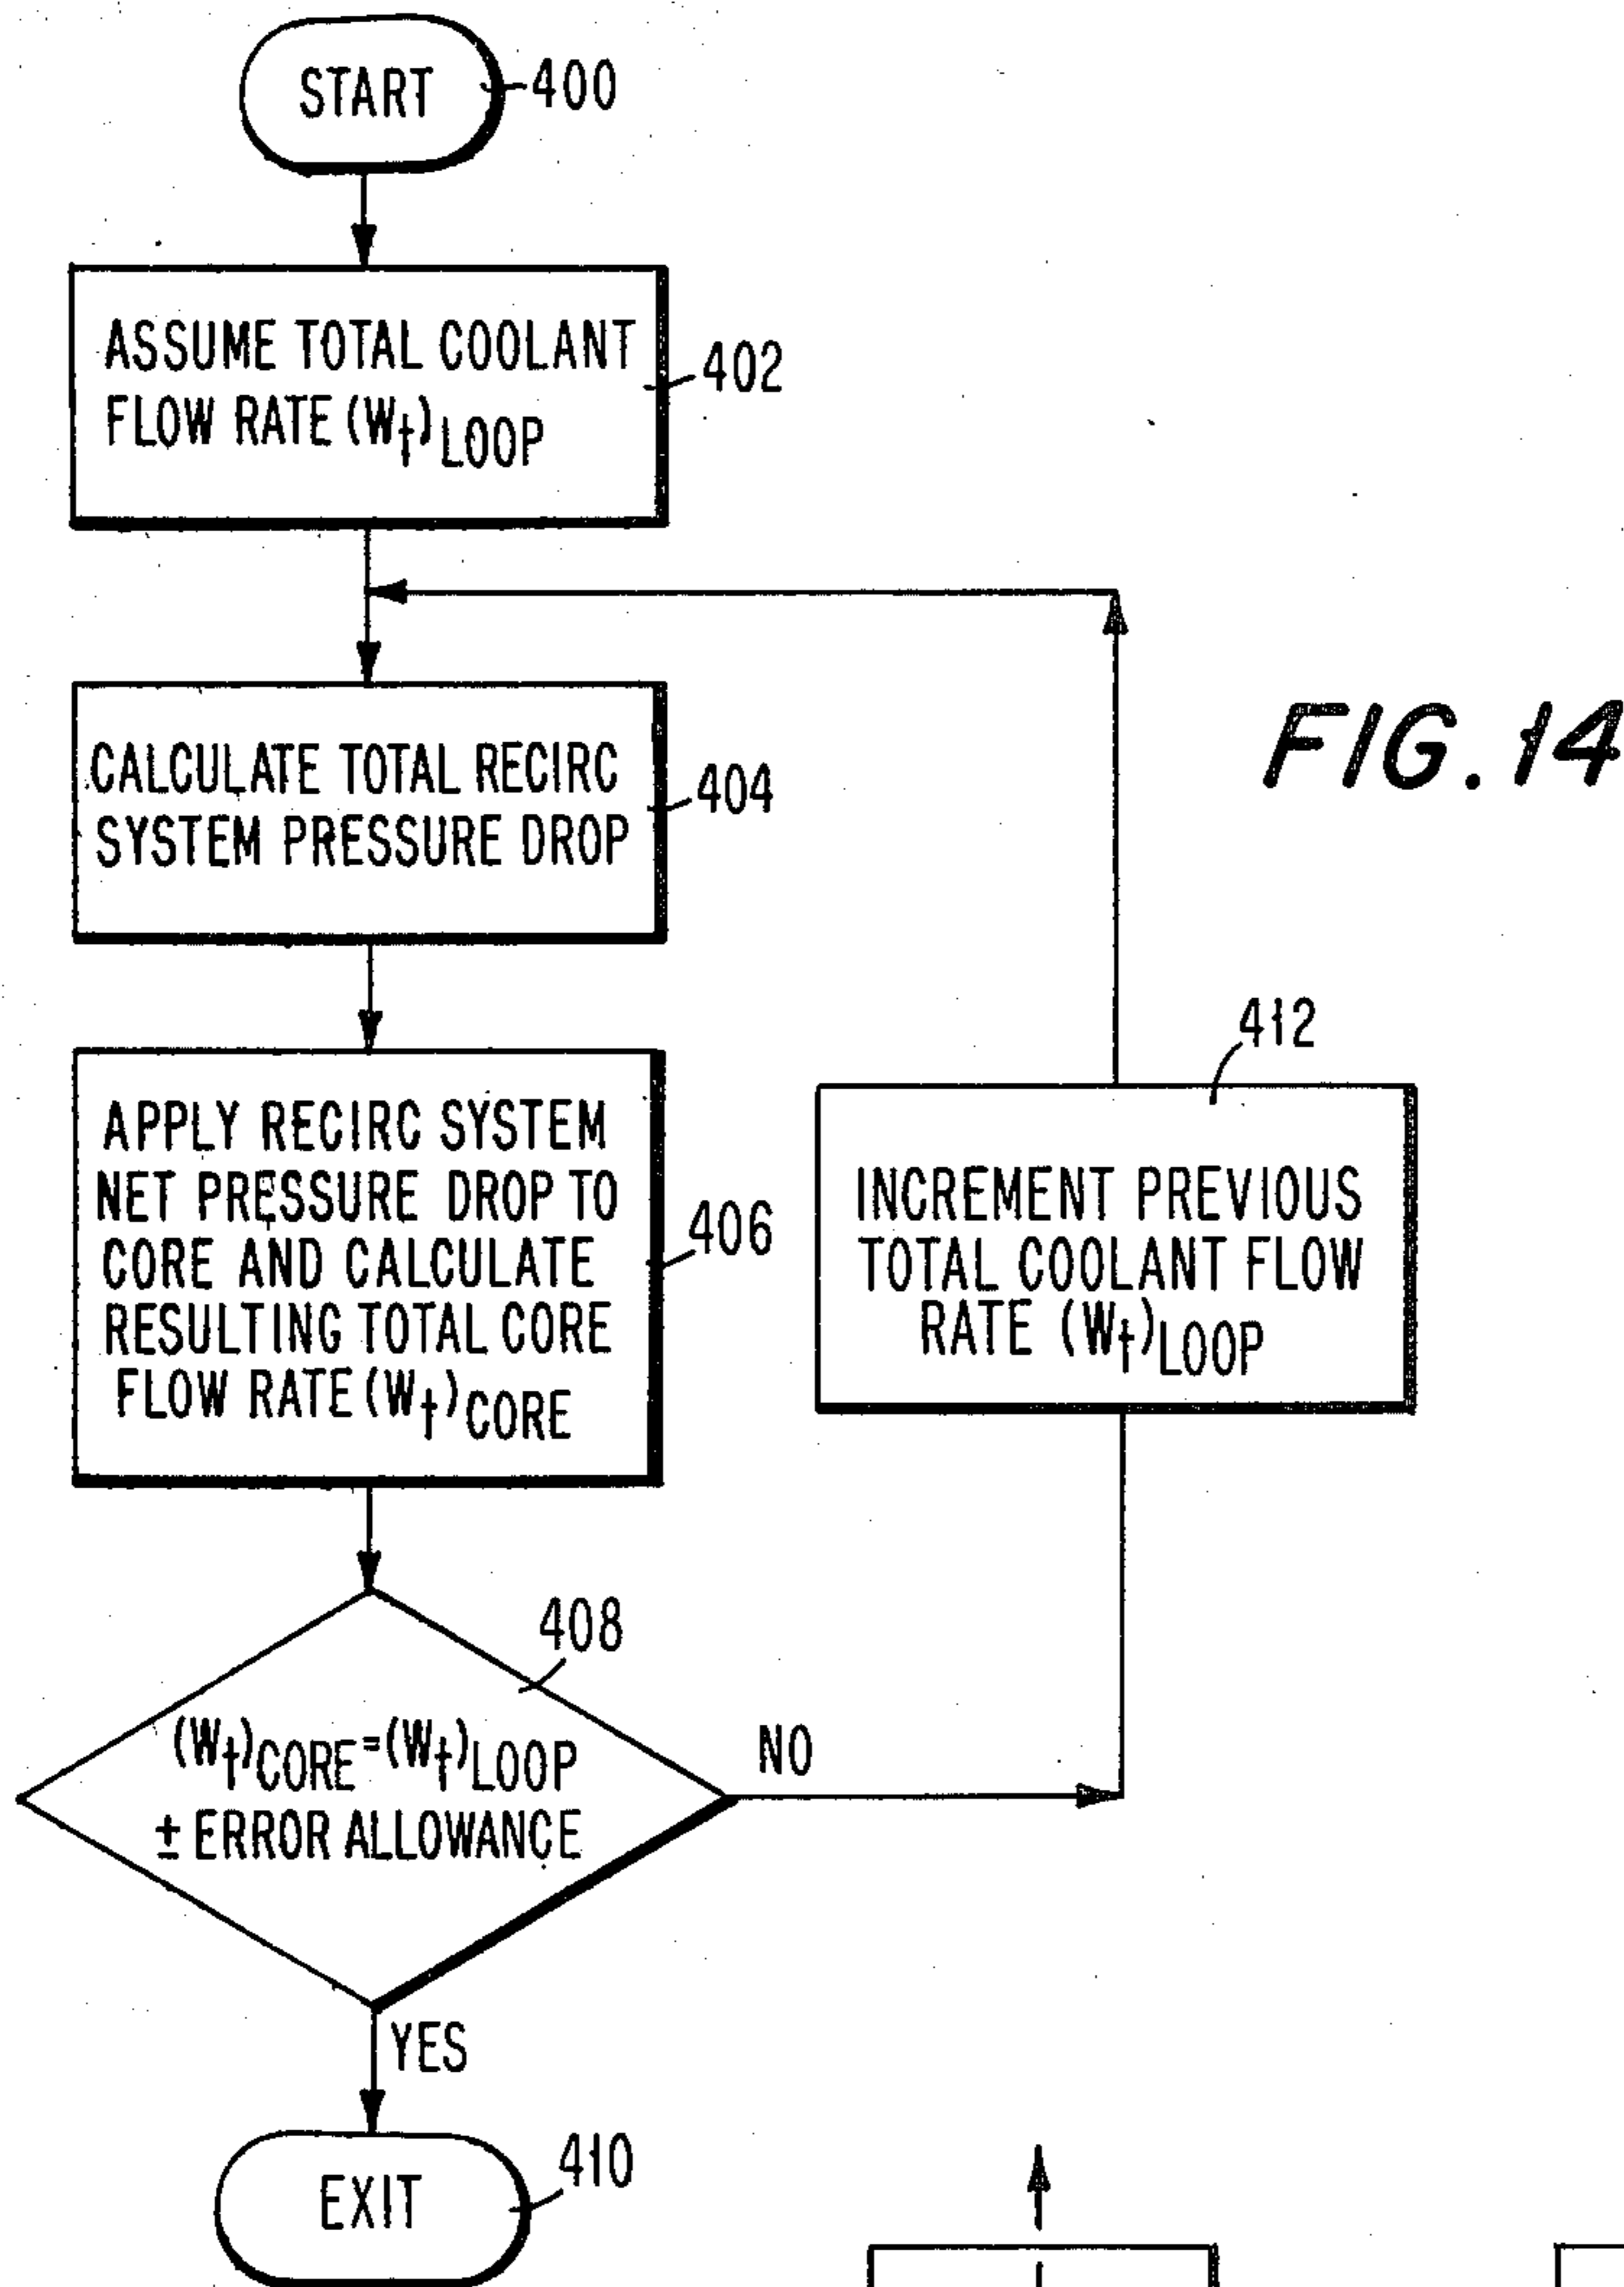 START
400
ASSUME TOTAL COOLANT
FLOW RATE (Wt)LOOP
402
CALCULATE TOTAL RECIRC
SYSTEM PRESSURE DROP
404
FIG. 14
APPLY RECIRC SYSTEM
NET PRESSURE DROP TO
CORE AND CALCULATE
RESULTING TOTAL CORE
FLOW RATE (Wt)CORE
406
412
INCREMENT PREVIOUS
TOTAL COOLANT FLOW
RATE (Wt)LOOP
408
(Wt)CORE=(Wt)LOOP
± ERROR ALLOWANCE
NO
YES
EXIT
410